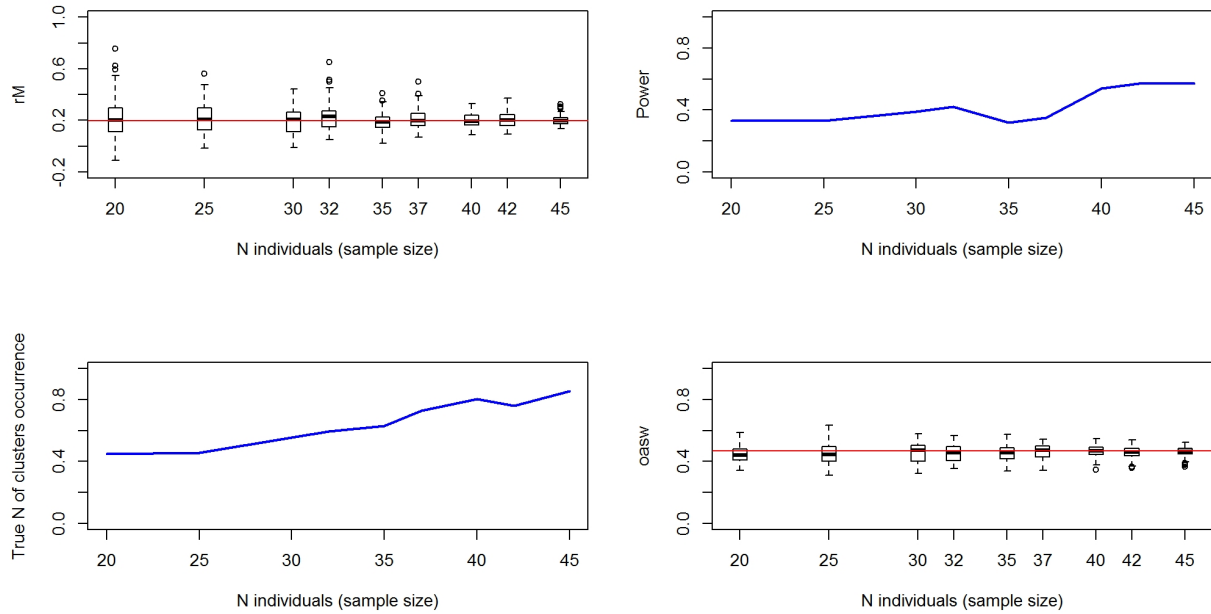 rM
1.0
0.6
0.2
-0.2
20 25 30 32 35 37 40 42 45
N individuals (sample size)
Power
0.8
0.4
0.0
20 25 30 35 40 45
N individuals (sample size)
True N of clusters occurrence
0.8
0.4
0.0
20 25 30 35 40 45
N individuals (sample size)
oasw
0.8
0.4
0.0
20 25 30 32 35 37 40 42 45
N individuals (sample size)